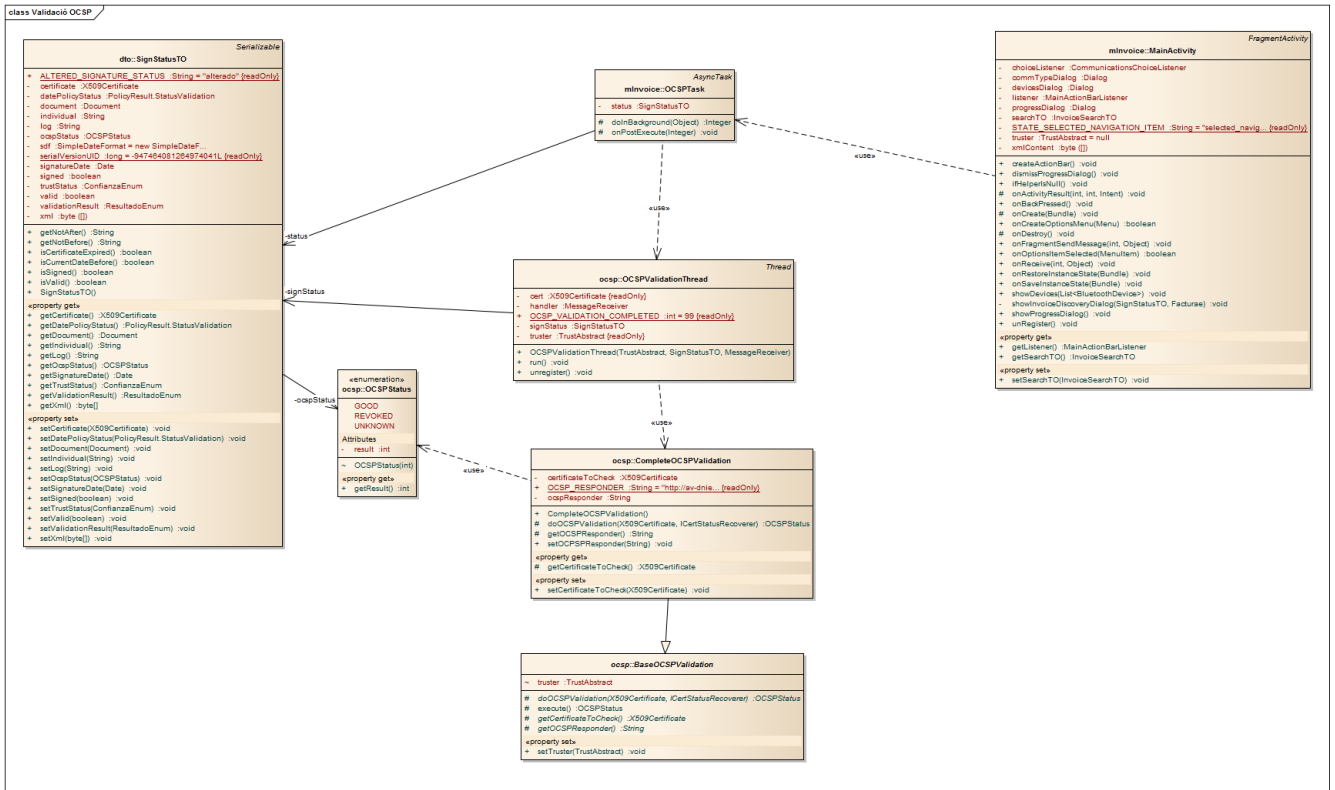 class Validació OCSP
Serializable
dto::SignStatusTO
+ ALTERED_SIGNATURE_STATUS :String = "alterado" {readOnly}
- certificate :X509Certificate
- datePolicyStatus :PolicyResult.StatusValidation
- document :Document
- individual :String
- log :String
- ocspStatus :OCSPStatus
- sdf :SimpleDateFormat = new SimpleDateF...
- serialVersionUID :long = -947464081264974041L {readOnly}
- signatureDate :Date
- signed :boolean
- trustStatus :ConfianzaEnum
- valid :boolean
- validationResult :ResultadoEnum
- xml :byte ([])
+ getNotAfter() :String
+ getNotBefore() :String
+ isCertificateExpired() :boolean
+ isCurrentDateBefore() :boolean
+ isSigned() :boolean
+ isValid() :boolean
+ SignStatusTO()
«property get»
+ getCertificate() :X509Certificate
+ getDatePolicyStatus() :PolicyResult.StatusValidation
+ getDocument() :Document
+ getIndividual() :String
+ getLog() :String
+ getOcspStatus() :OCSPStatus
+ getSignatureDate() :Date
+ getTrustStatus() :ConfianzaEnum
+ getValidationResult() :ResultadoEnum
+ getXml() :byte[]
«property set»
+ setCertificate(X509Certificate) :void
+ setDatePolicyStatus(PolicyResult.StatusValidation) :void
+ setDocument(Document) :void
+ setIndividual(String) :void
+ setLog(String) :void
+ setOcspStatus(OCSPStatus) :void
+ setSignatureDate(Date) :void
+ setSigned(boolean) :void
+ setTrustStatus(ConfianzaEnum) :void
+ setValid(boolean) :void
+ setValidationResult(ResultadoEnum) :void
+ setXml(byte[]) :void
-status
-signStatus
-ocspStatus
«enumeration»
ocsp::OCSPStatus
GOOD
REVOKED
UNKNOWN
Attributes
- result :int
~ OCSPStatus(int)
«property get»
+ getResult() :int
AsyncTask
mInvoice::OCSPTask
- status :SignStatusTO
# doInBackground(Object) :Integer
# onPostExecute(Integer) :void
«use»
«use»
Thread
ocsp::OCSPValidationThread
- cert :X509Certificate {readOnly}
- handler :MessageReceiver
+ OCSP_VALIDATION_COMPLETED :int = 99 {readOnly}
- signStatus :SignStatusTO
- truster :TrustAbstract {readOnly}
+ OCSPValidationThread(TrustAbstract, SignStatusTO, MessageReceiver)
+ run() :void
+ unregister() :void
«use»
«use»
ocsp::CompleteOCSPValidation
- certificateToCheck :X509Certificate
+ OCSP_RESPONDER :String = "http://av-dnie... {readOnly}
- ocspResponder :String
+ CompleteOCSPValidation()
# doOCSPValidation(X509Certificate, ICertStatusRecoverer) :OCSPStatus
# getOCSPResponder() :String
+ setOCPSPResponder(String) :void
«property get»
# getCertificateToCheck() :X509Certificate
«property set»
+ setCertificateToCheck(X509Certificate) :void
ocsp::BaseOCSPValidation
~ truster :TrustAbstract
# doOCSPValidation(X509Certificate, ICertStatusRecoverer) :OCSPStatus
# execute() :OCSPStatus
# getCertificateToCheck() :X509Certificate
# getOCSPResponder() :String
«property set»
+ setTruster(TrustAbstract) :void
FragmentActivity
mInvoice::MainActivity
- choiceListener :CommunicationsChoiceListener
- commTypeDialog :Dialog
- devicesDialog :Dialog
- listener :MainActionBarListener
- progressDialog :Dialog
- searchTO :InvoiceSearchTO
- STATE_SELECTED_NAVIGATION_ITEM :String = "selected_navig... {readOnly}
- truster :TrustAbstract = null
- xmlContent :byte ([])
+ createActionBar() :void
+ dismissProgressDialog() :void
+ ifHelperIsNull() :void
# onActivityResult(int, int, Intent) :void
+ onBackPressed() :void
# onCreate(Bundle) :void
+ onCreateOptionsMenu(Menu) :boolean
# onDestroy() :void
+ onFragmentSendMessage(int, Object) :void
+ onOptionsItemSelected(MenuItem) :boolean
+ onReceive(int, Object) :void
+ onRestoreInstanceState(Bundle) :void
+ onSaveInstanceState(Bundle) :void
+ showDevices(List<BluetoothDevice>) :void
- showInvoiceDiscoveryDialog(SignStatusTO, Facturae) :void
+ showProgressDialog() :void
+ unRegister() :void
«property get»
+ getListener() :MainActionBarListener
+ getSearchTO() :InvoiceSearchTO
«property set»
+ setSearchTO(InvoiceSearchTO) :void